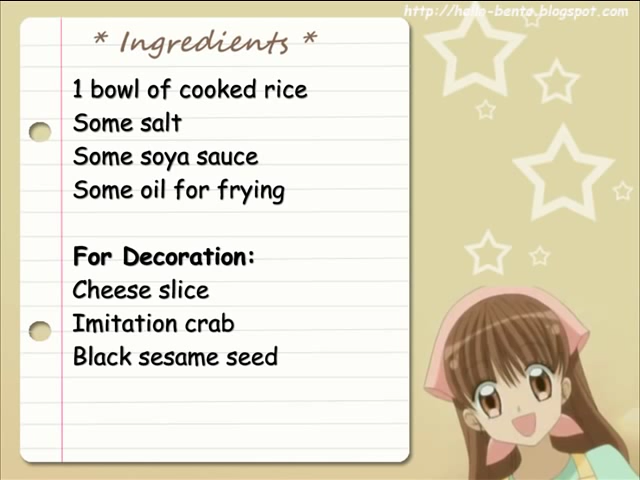 http://hello-bento.blogspot.com
* Ingredients *
1 bowl of cooked rice
Some salt
Some soya sauce
Some oil for frying
For Decoration:
Cheese slice
Imitation crab
Black sesame seed